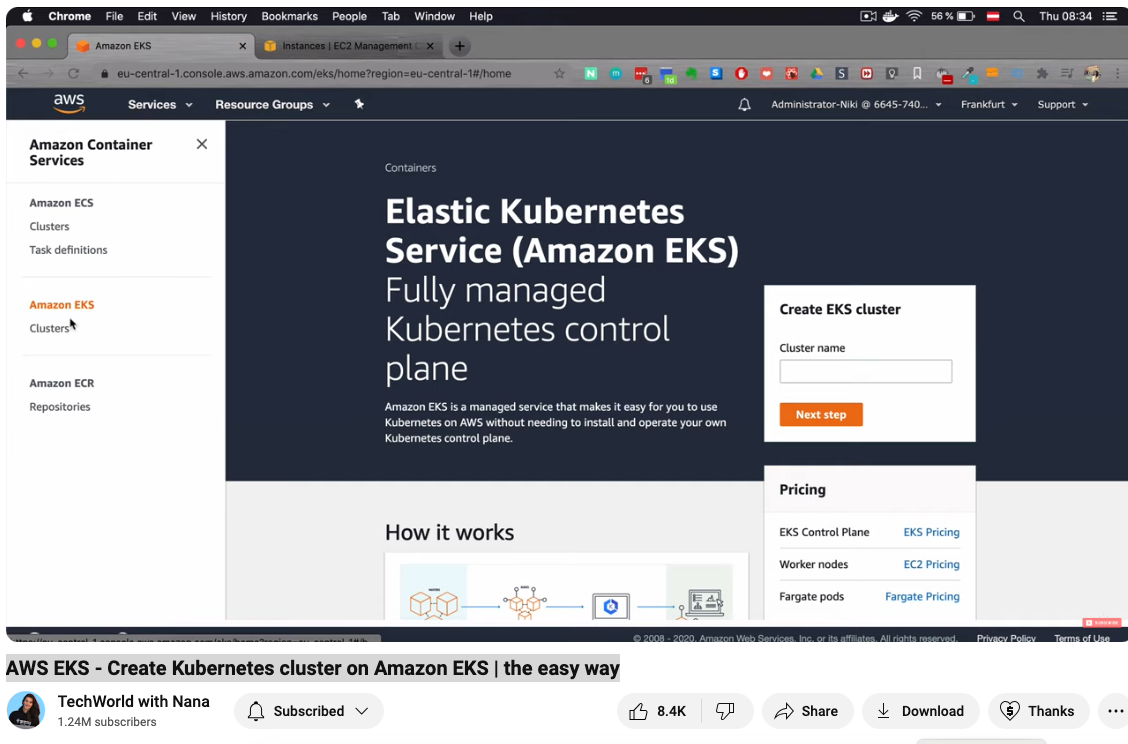 Chrome File Edit View History Bookmarks People Tab Window Help 56 % Thu 08:34
Amazon EKS Instances | EC2 Management
eu-central-1.console.aws.amazon.com/eks/home?region=eu-central-1#/home
aws Services Resource Groups Administrator-Niki @ 6645-740... Frankfurt Support
Amazon Container
Services
Amazon ECS
Clusters
Task definitions
Amazon EKS
Clusters
Amazon ECR
Repositories
Containers
Elastic Kubernetes
Service (Amazon EKS)
Fully managed
Kubernetes control
plane
Amazon EKS is a managed service that makes it easy for you to use
Kubernetes on AWS without needing to install and operate your own
Kubernetes control plane.
Create EKS cluster
Cluster name
Next step
Pricing
EKS Control Plane EKS Pricing
Worker nodes EC2 Pricing
Fargate pods Fargate Pricing
How it works
© 2008 - 2020, Amazon Web Services, Inc. or its affiliates. All rights reserved. Privacy Policy Terms of Use
AWS EKS - Create Kubernetes cluster on Amazon EKS | the easy way
TechWorld with Nana
1.24M subscribers
Subscribed
8.4K
Share
Download
Thanks